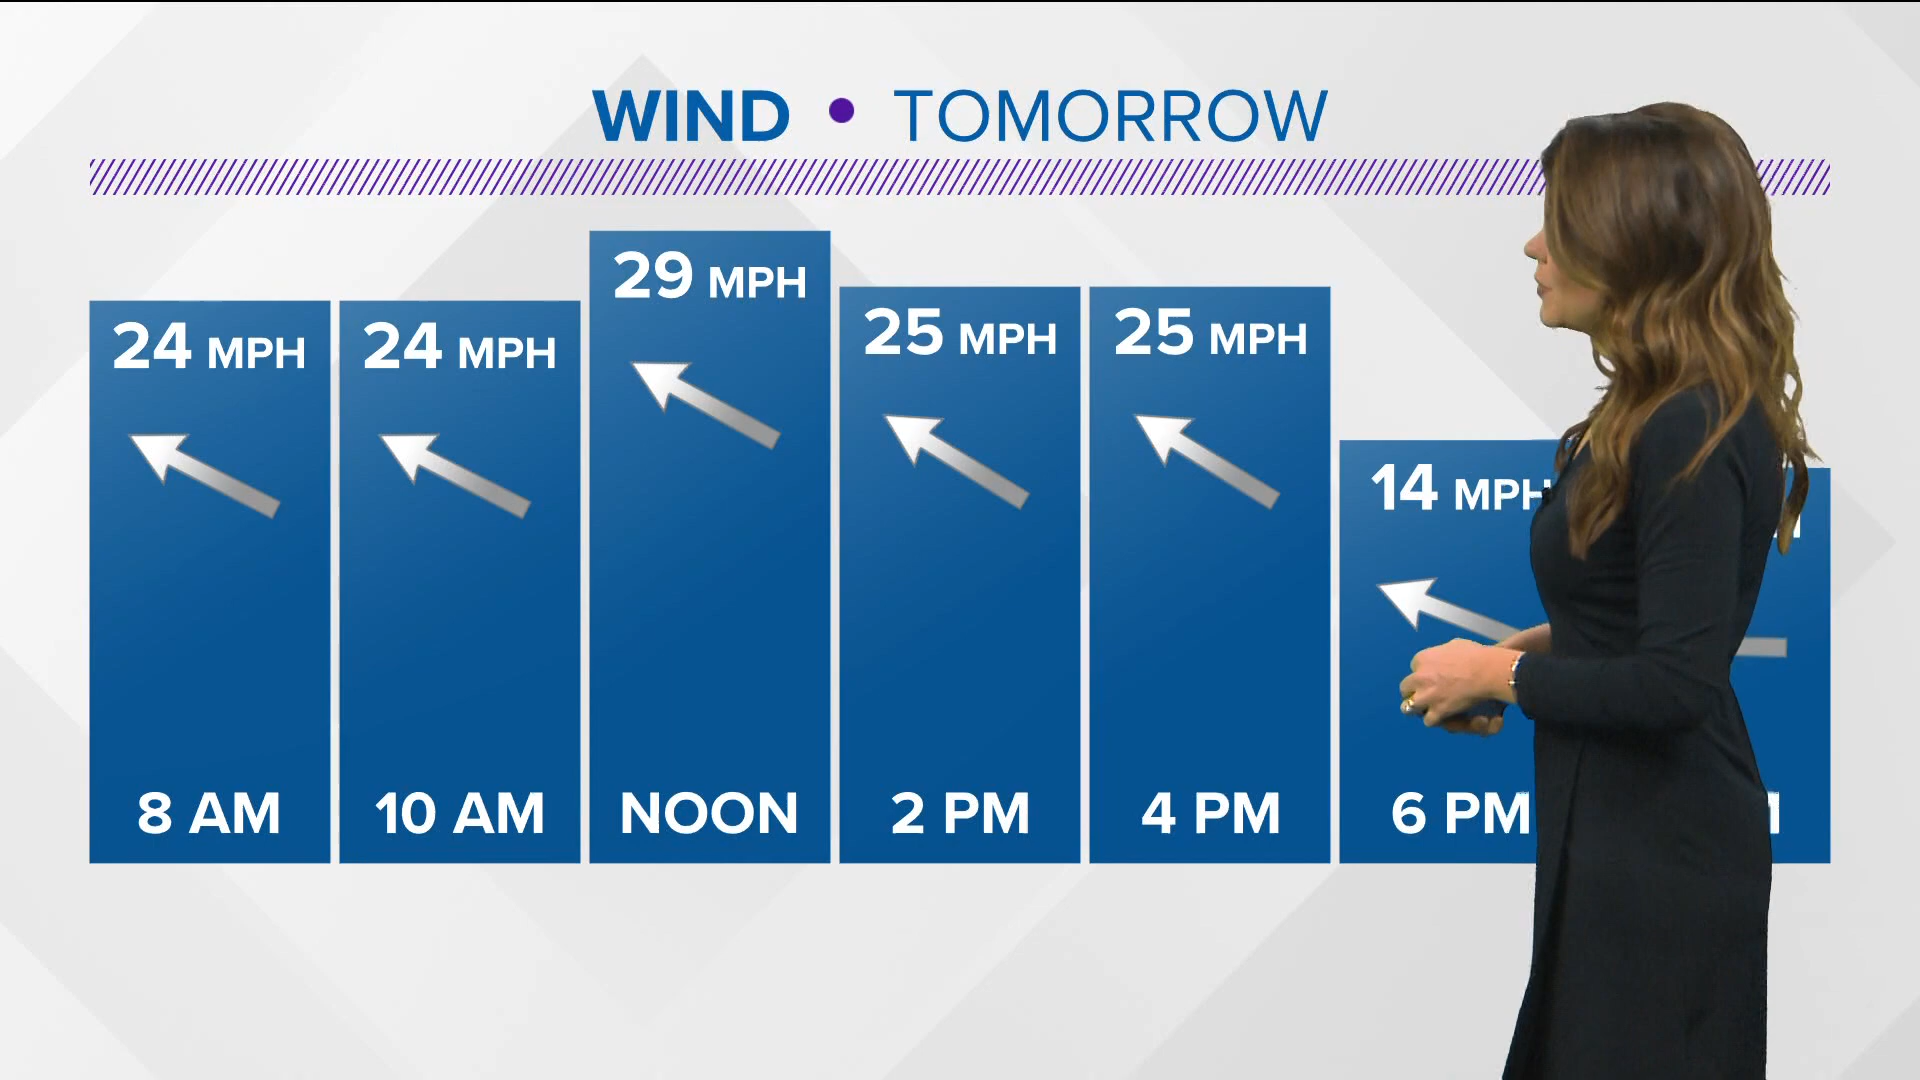 WIND • TOMORROW
24 MPH
24 MPH
29 MPH
25 MPH
25 MPH
14 MPH
8 AM
10 AM
NOON
2 PM
4 PM
6 PM